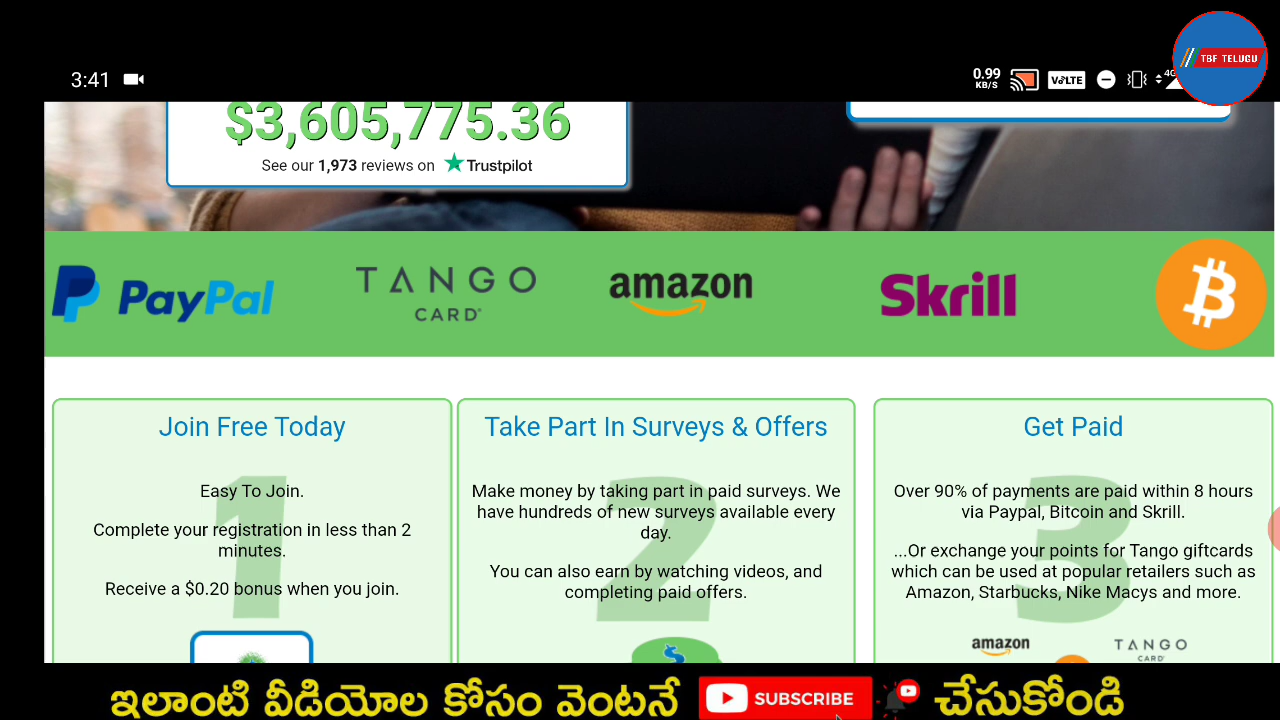 3:41
0.99
KB/S
VoLTE
4G
TBF TELUGU
$3,605,775.36
See our 1,973 reviews on Trustpilot
PayPal
TANGO
CARD
amazon
Skrill
Join Free Today
Easy To Join.
Complete your registration in less than 2
minutes.
Receive a $0.20 bonus when you join.
1
Take Part In Surveys & Offers
Make money by taking part in paid surveys. We
have hundreds of new surveys available every
day.
You can also earn by watching videos, and
completing paid offers.
2
Get Paid
Over 90% of payments are paid within 8 hours
via Paypal, Bitcoin and Skrill.
...Or exchange your points for Tango giftcards
which can be used at popular retailers such as
Amazon, Starbucks, Nike Macys and more.
3
amazon
TANGO
CARD
ఇలాంటి వీడియోల కోసం వెంటనే SUBSCRIBE చేసుకోండి